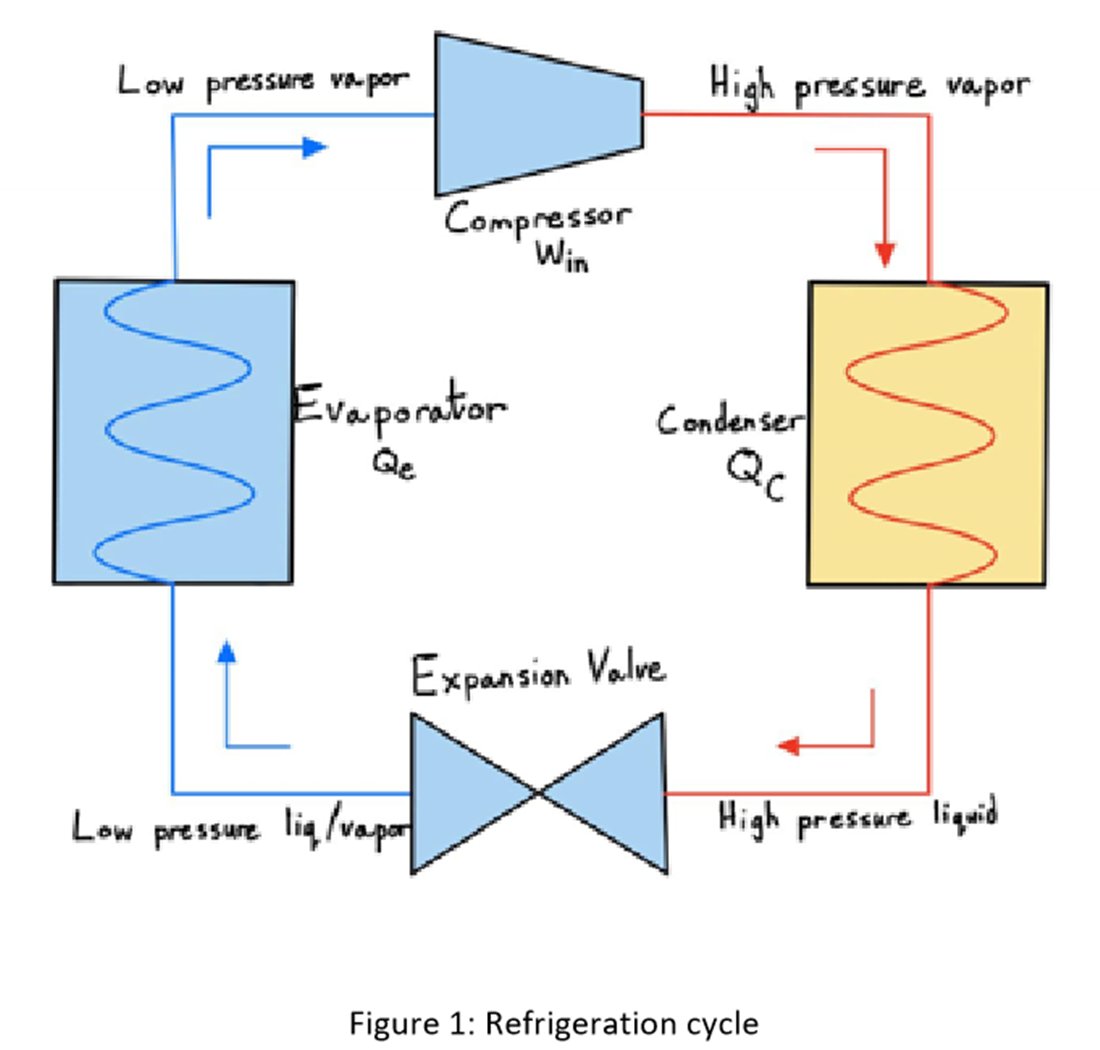 Low pressure vapor
High pressure vapor
Compressor
Win
Evaporator
Qe
Condenser
QC
Expansion Valve
Low pressure liq/vapor
High pressure liquid
Figure 1: Refrigeration cycle